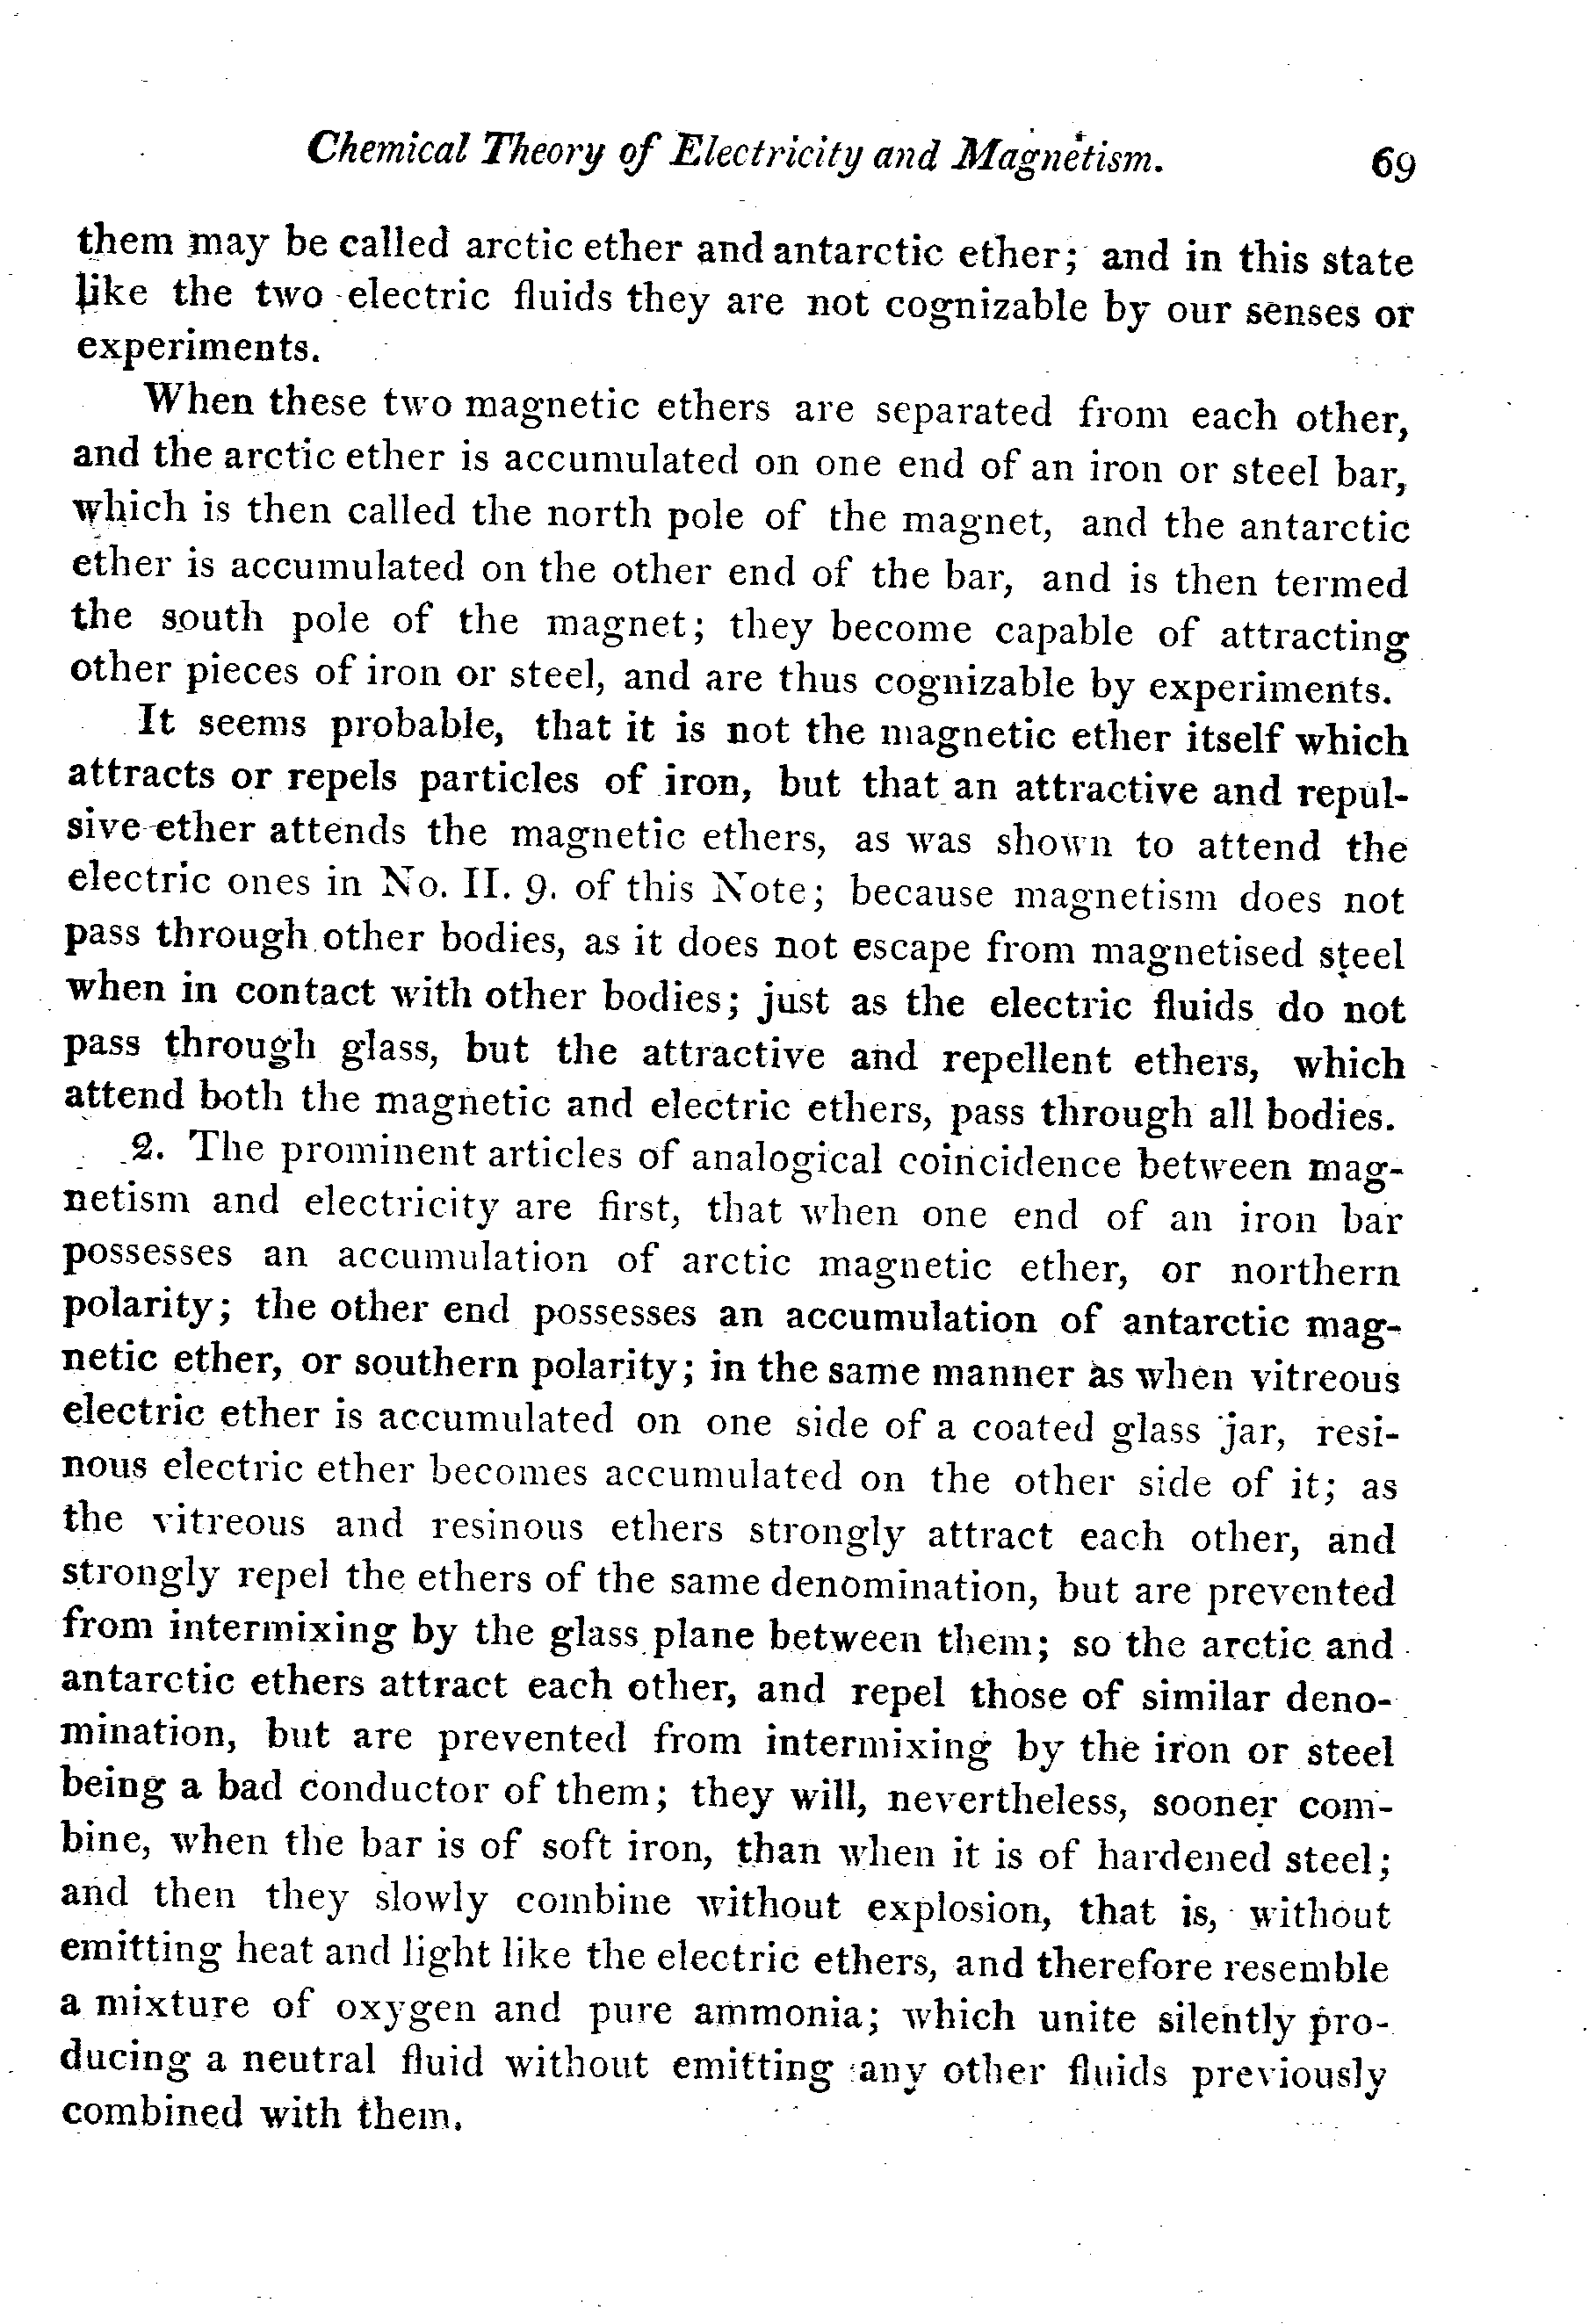 Chemical Theory of Electricity and Magnetism. 69
them may be called arctic ether and antarctic ether; and in this state
like the two electric fluids they are not cognizable by our senses or
experiments.
When these two magnetic ethers are separated from each other,
and the arctic ether is accumulated on one end of an iron or steel bar,
which is then called the north pole of the magnet, and the antarctic
ether is accumulated on the other end of the bar, and is then termed
the south pole of the magnet; they become capable of attracting
other pieces of iron or steel, and are thus cognizable by experiments.
It seems probable, that it is not the magnetic ether itself which
attracts or repels particles of iron, but that an attractive and repul-
sive ether attends the magnetic ethers, as was shown to attend the
electric ones in No. II. 9. of this Note; because magnetism does not
pass through other bodies, as it does not escape from magnetised steel
when in contact with other bodies; just as the electric fluids do not
pass through glass, but the attractive and repellent ethers, which
attend both the magnetic and electric ethers, pass through all bodies.
2. The prominent articles of analogical coincidence between mag-
netism and electricity are first, that when one end of an iron bar
possesses an accumulation of arctic magnetic ether, or northern
polarity; the other end possesses an accumulation of antarctic mag-
netic ether, or southern polarity; in the same manner as when vitreous
electric ether is accumulated on one side of a coated glass jar, resi-
nous electric ether becomes accumulated on the other side of it; as
the vitreous and resinous ethers strongly attract each other, and
strongly repel the ethers of the same denomination, but are prevented
from intermixing by the glass plane between them; so the arctic and
antarctic ethers attract each other, and repel those of similar deno-
mination, but are prevented from intermixing by the iron or steel
being a bad conductor of them; they will, nevertheless, sooner com-
bine, when the bar is of soft iron, than when it is of hardened steel;
and then they slowly combine without explosion, that is, without
emitting heat and light like the electric ethers, and therefore resemble
a mixture of oxygen and pure ammonia; which unite silently pro-
ducing a neutral fluid without emitting any other fluids previously
combined with them.